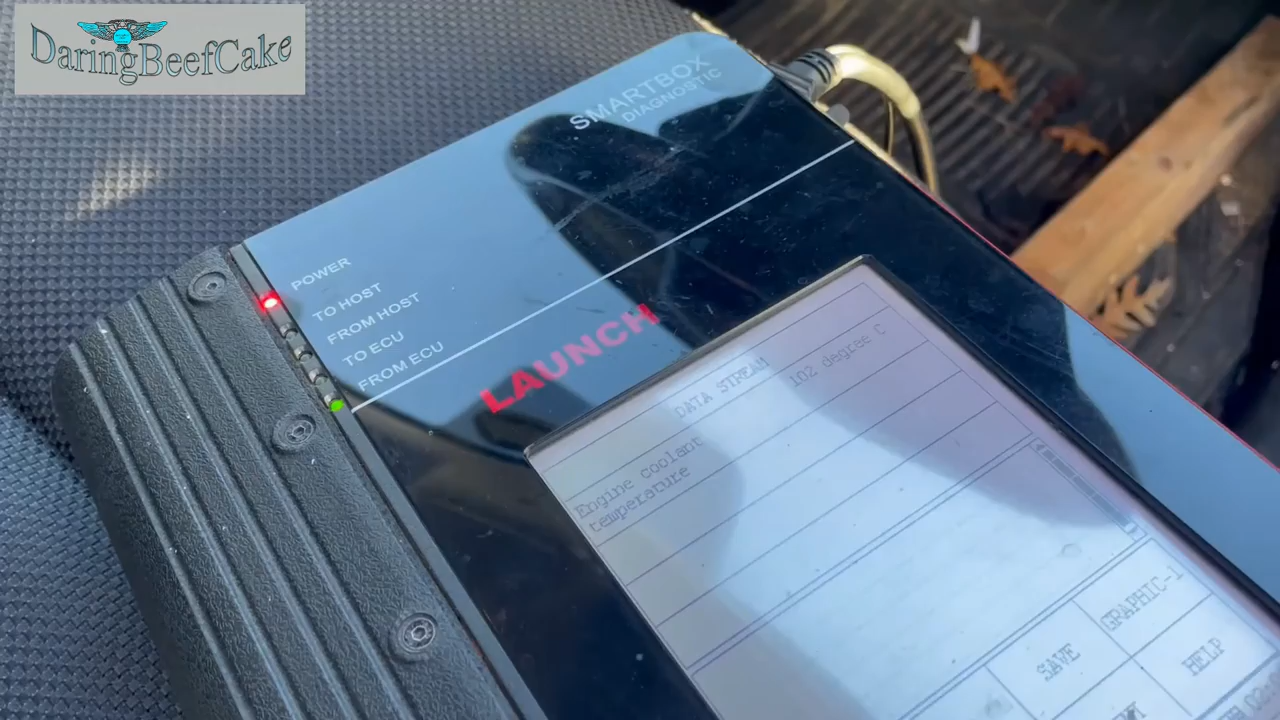 DaringBeefCake
SMARTBOX
DIAGNOSTIC
POWER
TO HOST
FROM HOST
TO ECU
FROM ECU
LAUNCH
DATA STREAM
Engine coolant
temperature
102 degree C
GRAPHIC-1
SAVE
HELP